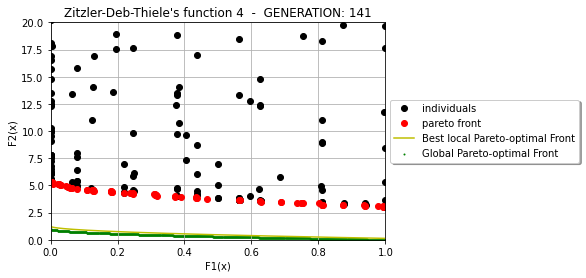 Zitzler-Deb-Thiele's function 4 - GENERATION: 141
20.0
17.5
15.0
12.5
10.0
7.5
5.0
2.5
0.0
F2(x)
0.0 0.2 0.4 0.6 0.8 1.0
F1(x)
individuals
pareto front
Best local Pareto-optimal Front
Global Pareto-optimal Front